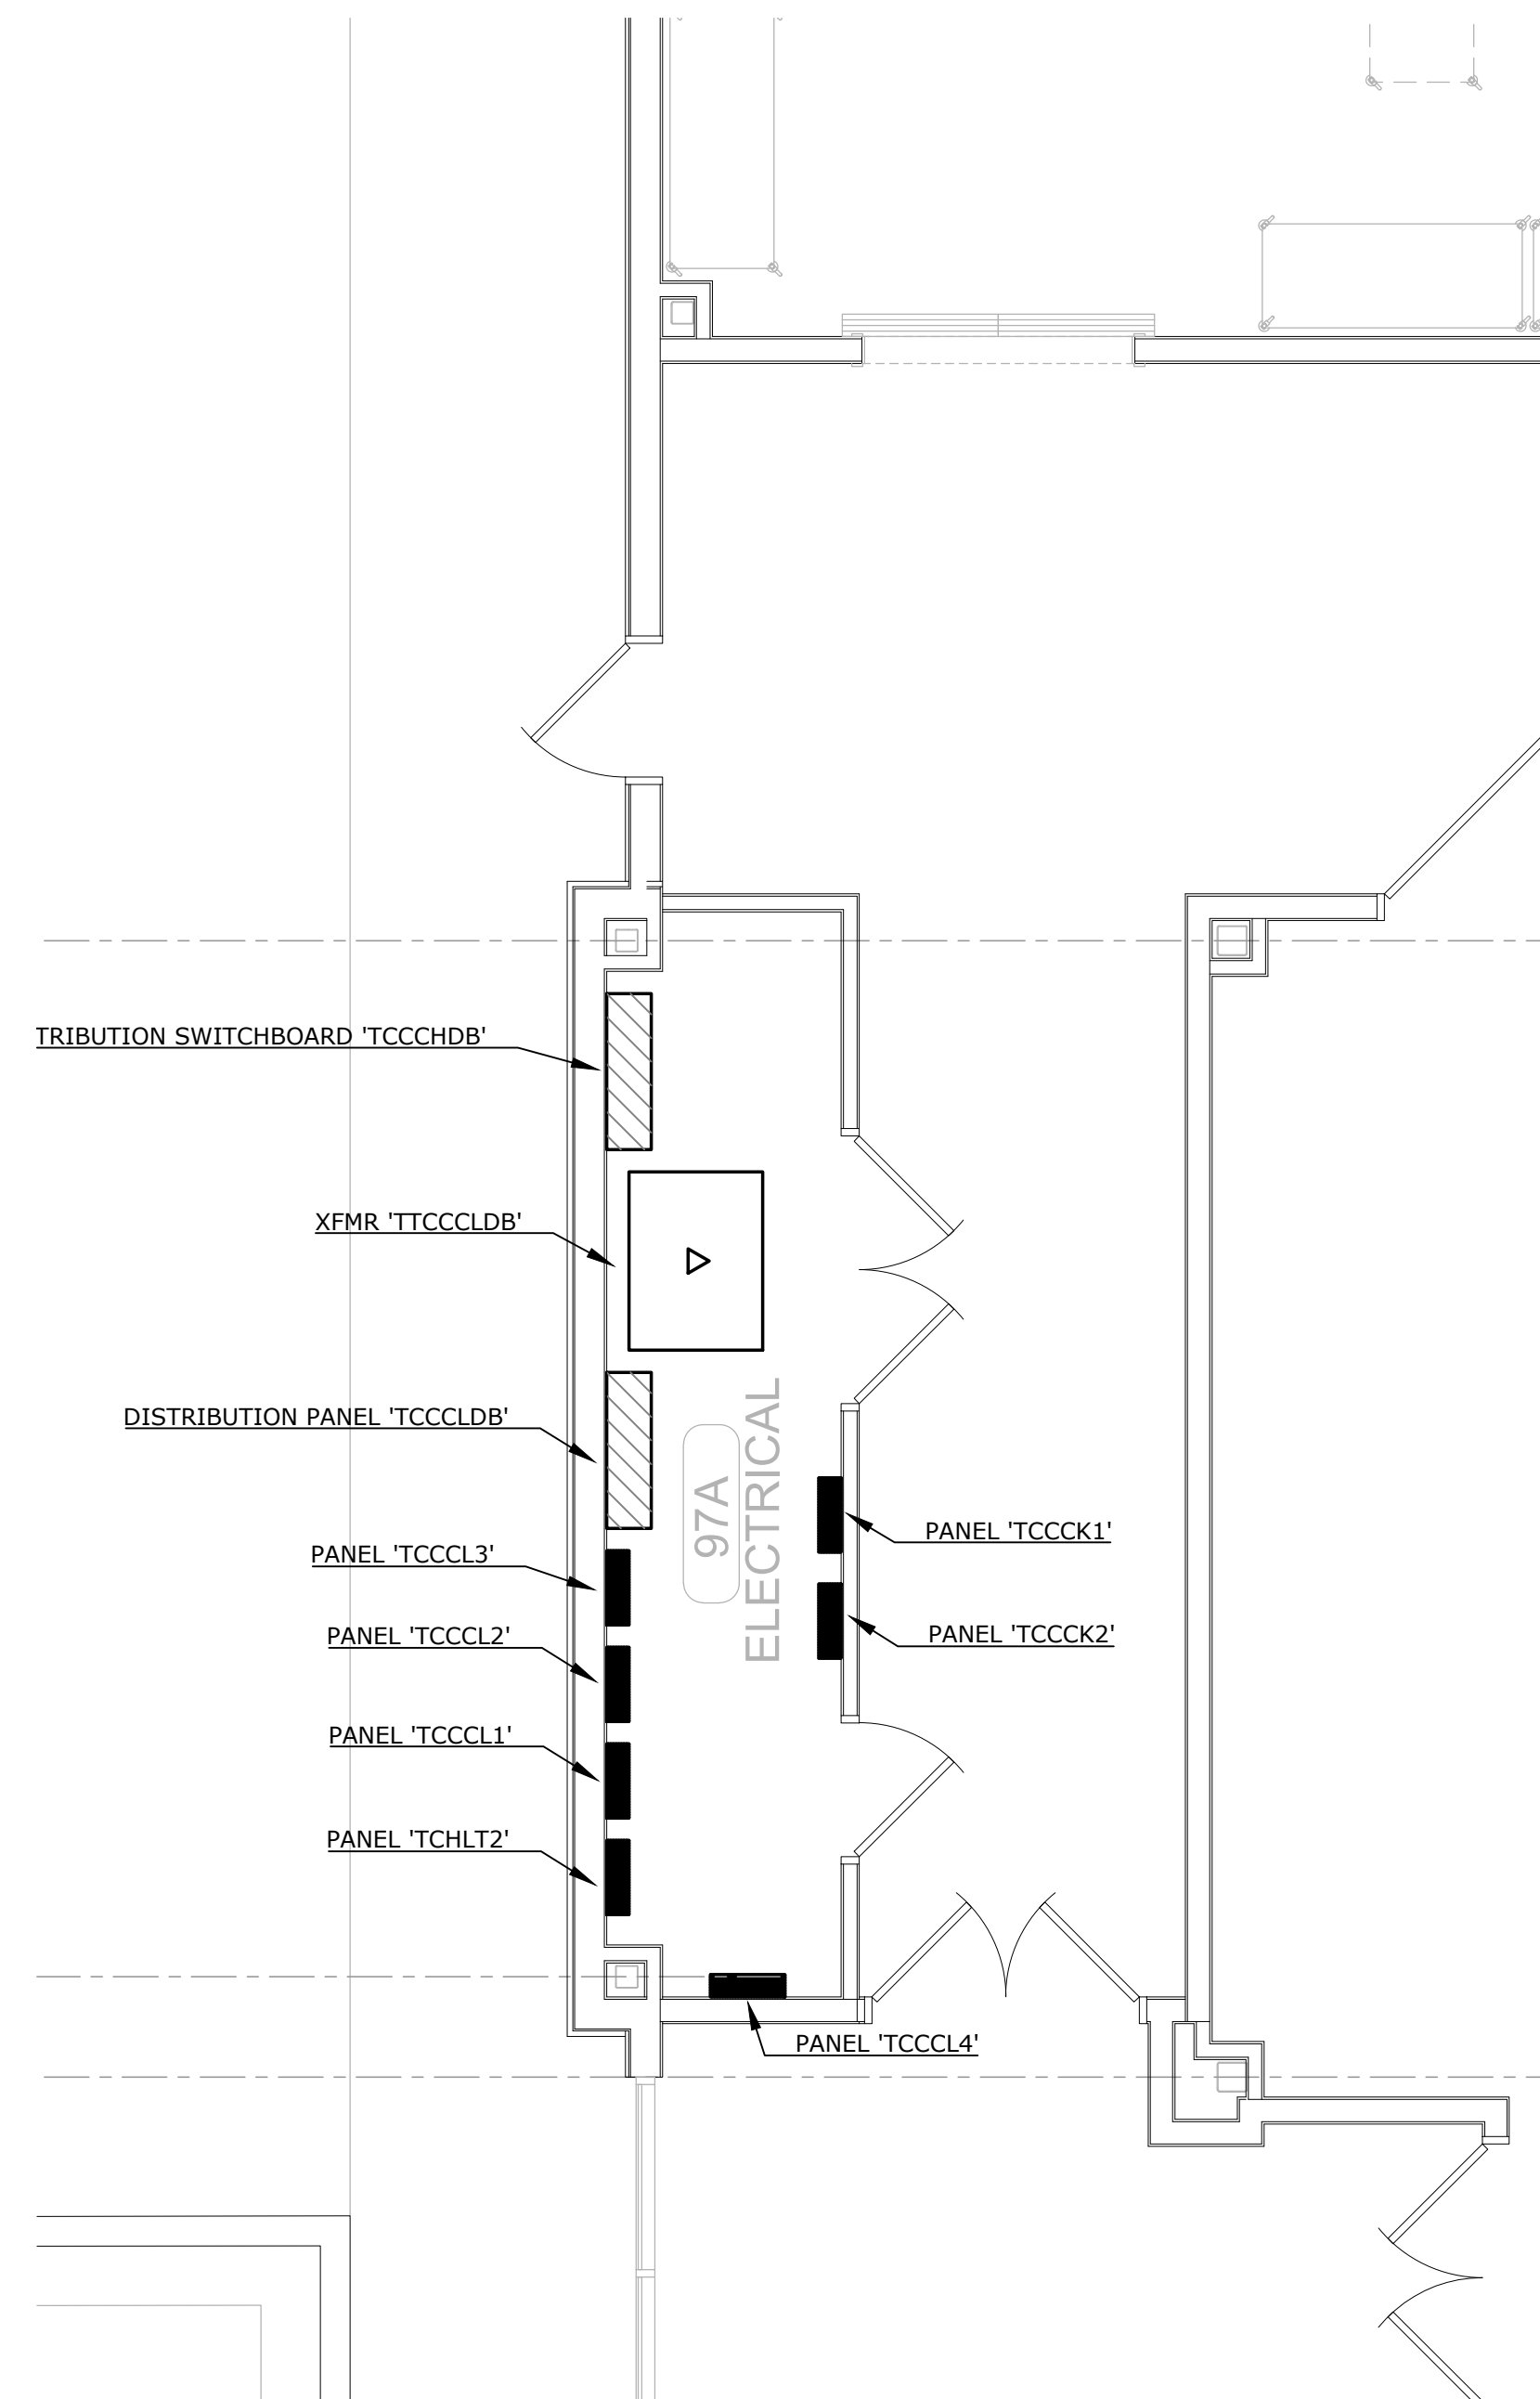 TRIBUTION SWITCHBOARD 'TCCCHDB'
XFMR 'TTCCCLDB'
DISTRIBUTION PANEL 'TCCCLDB'
97A
ELECTRICAL
PANEL 'TCCCK1'
PANEL 'TCCCL3'
PANEL 'TCCCK2'
PANEL 'TCCCL2'
PANEL 'TCCCL1'
PANEL 'TCHLT2'
PANEL 'TCCCL4'